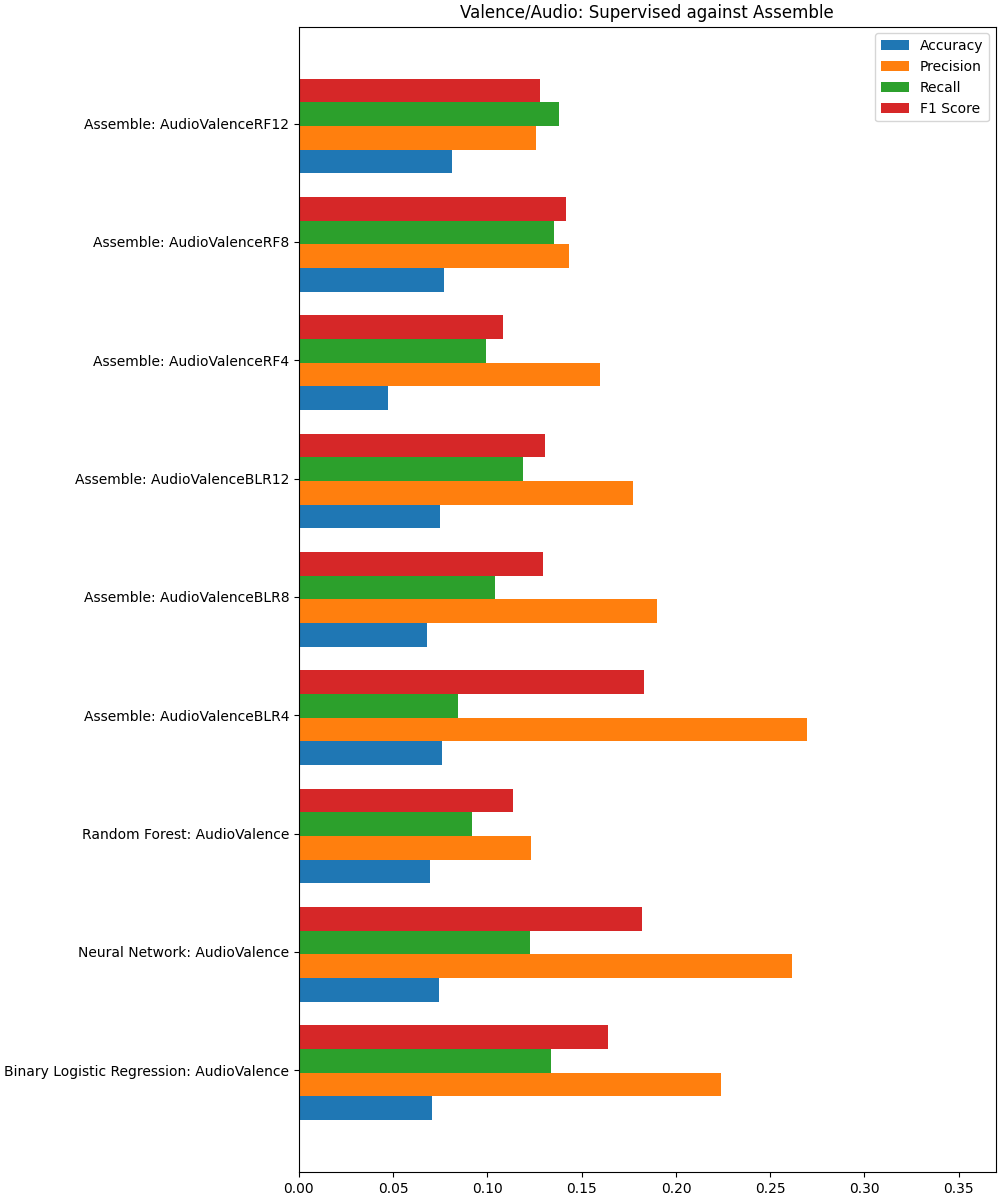 Valence/Audio: Supervised against Assemble
Accuracy
Precision
Recall
F1 Score
Assemble: AudioValenceRF12
Assemble: AudioValenceRF8
Assemble: AudioValenceRF4
Assemble: AudioValenceBLR12
Assemble: AudioValenceBLR8
Assemble: AudioValenceBLR4
Random Forest: AudioValence
Neural Network: AudioValence
Binary Logistic Regression: AudioValence
0.00 0.05 0.10 0.15 0.20 0.25 0.30 0.35